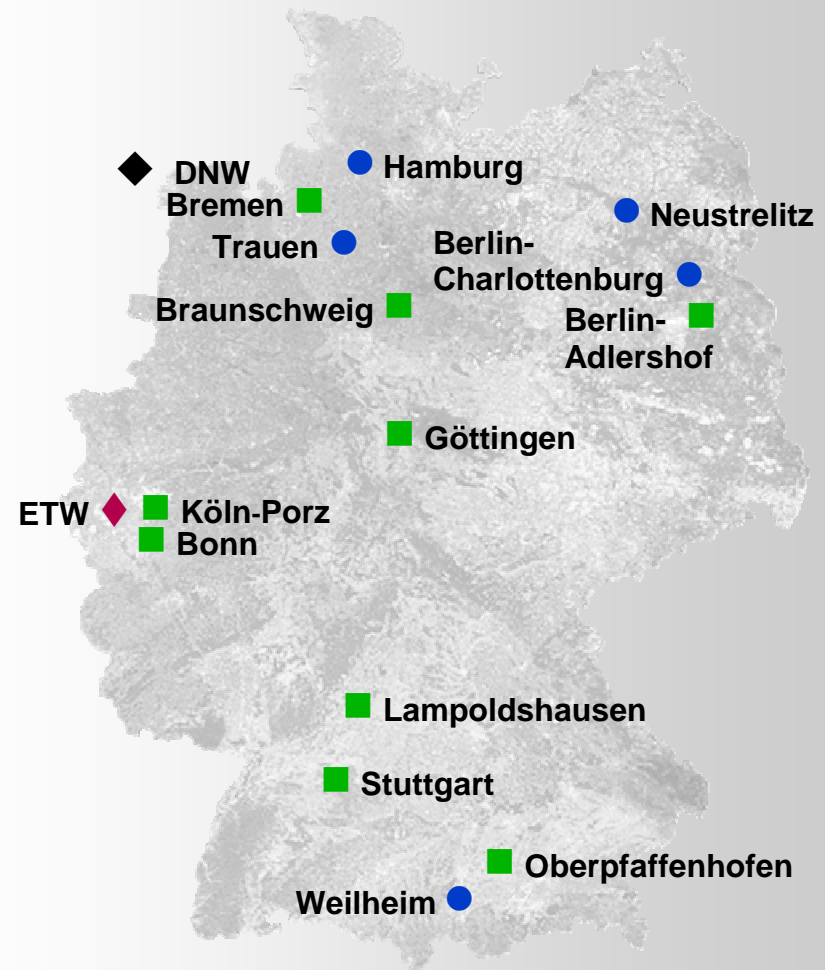 DNW
Hamburg
Bremen
Neustrelitz
Trauen
Berlin-
Charlottenburg
Braunschweig
Berlin-
Adlershof
Göttingen
ETW
Köln-Porz
Bonn
Lampoldshausen
Stuttgart
Oberpfaffenhofen
Weilheim